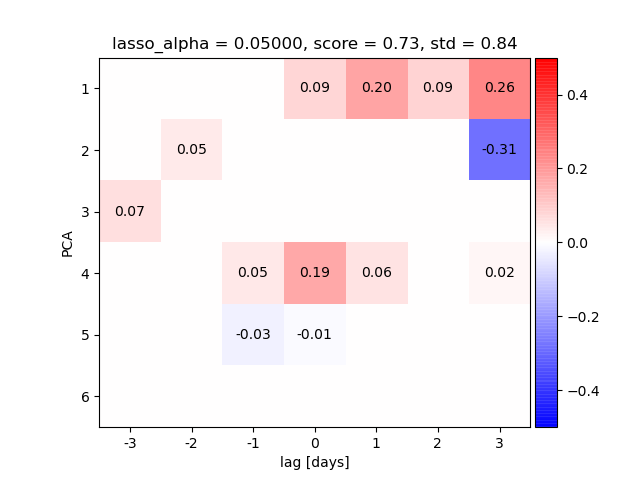 lasso_alpha = 0.05000, score = 0.73, std = 0.84
1 0.09 0.20 0.09 0.26
2 0.05 -0.31
3 0.07
4 0.05 0.19 0.06 0.02
5 -0.03 -0.01
6
PCA
-3 -2 -1 0 1 2 3
lag [days]
0.4
0.2
0.0
−0.2
−0.4